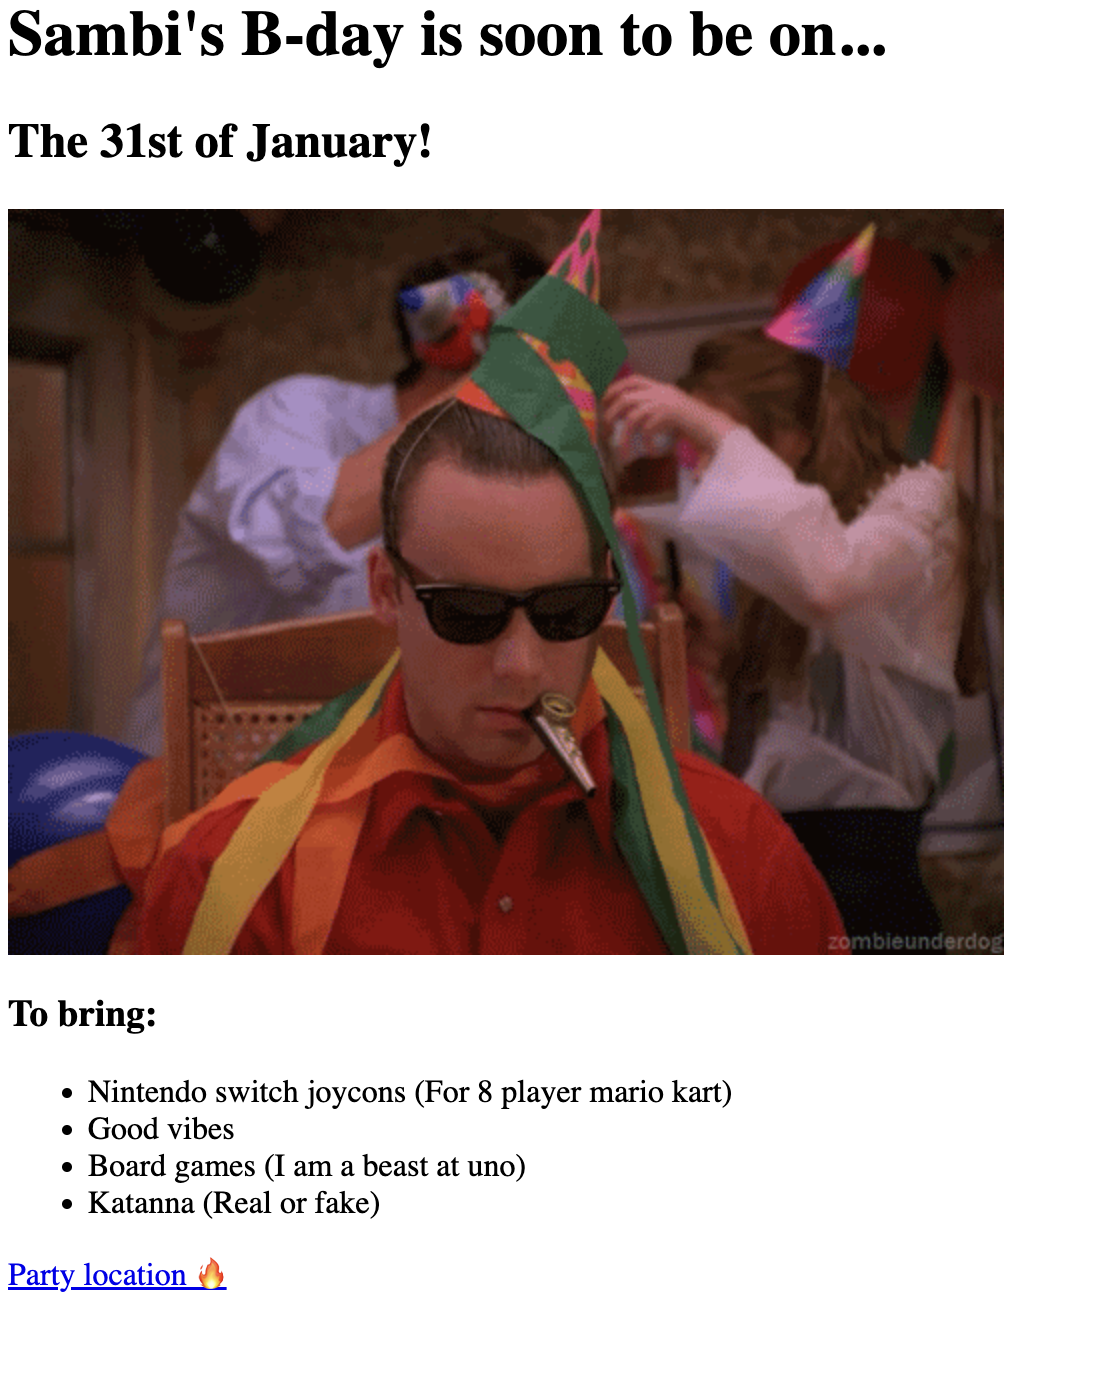 Sambi's B-day is soon to be on...
The 31st of January!
zombieunderdog
To bring:
Nintendo switch joycons (For 8 player mario kart)
Good vibes
Board games (I am a beast at uno)
Katanna (Real or fake)
Party location 🔥